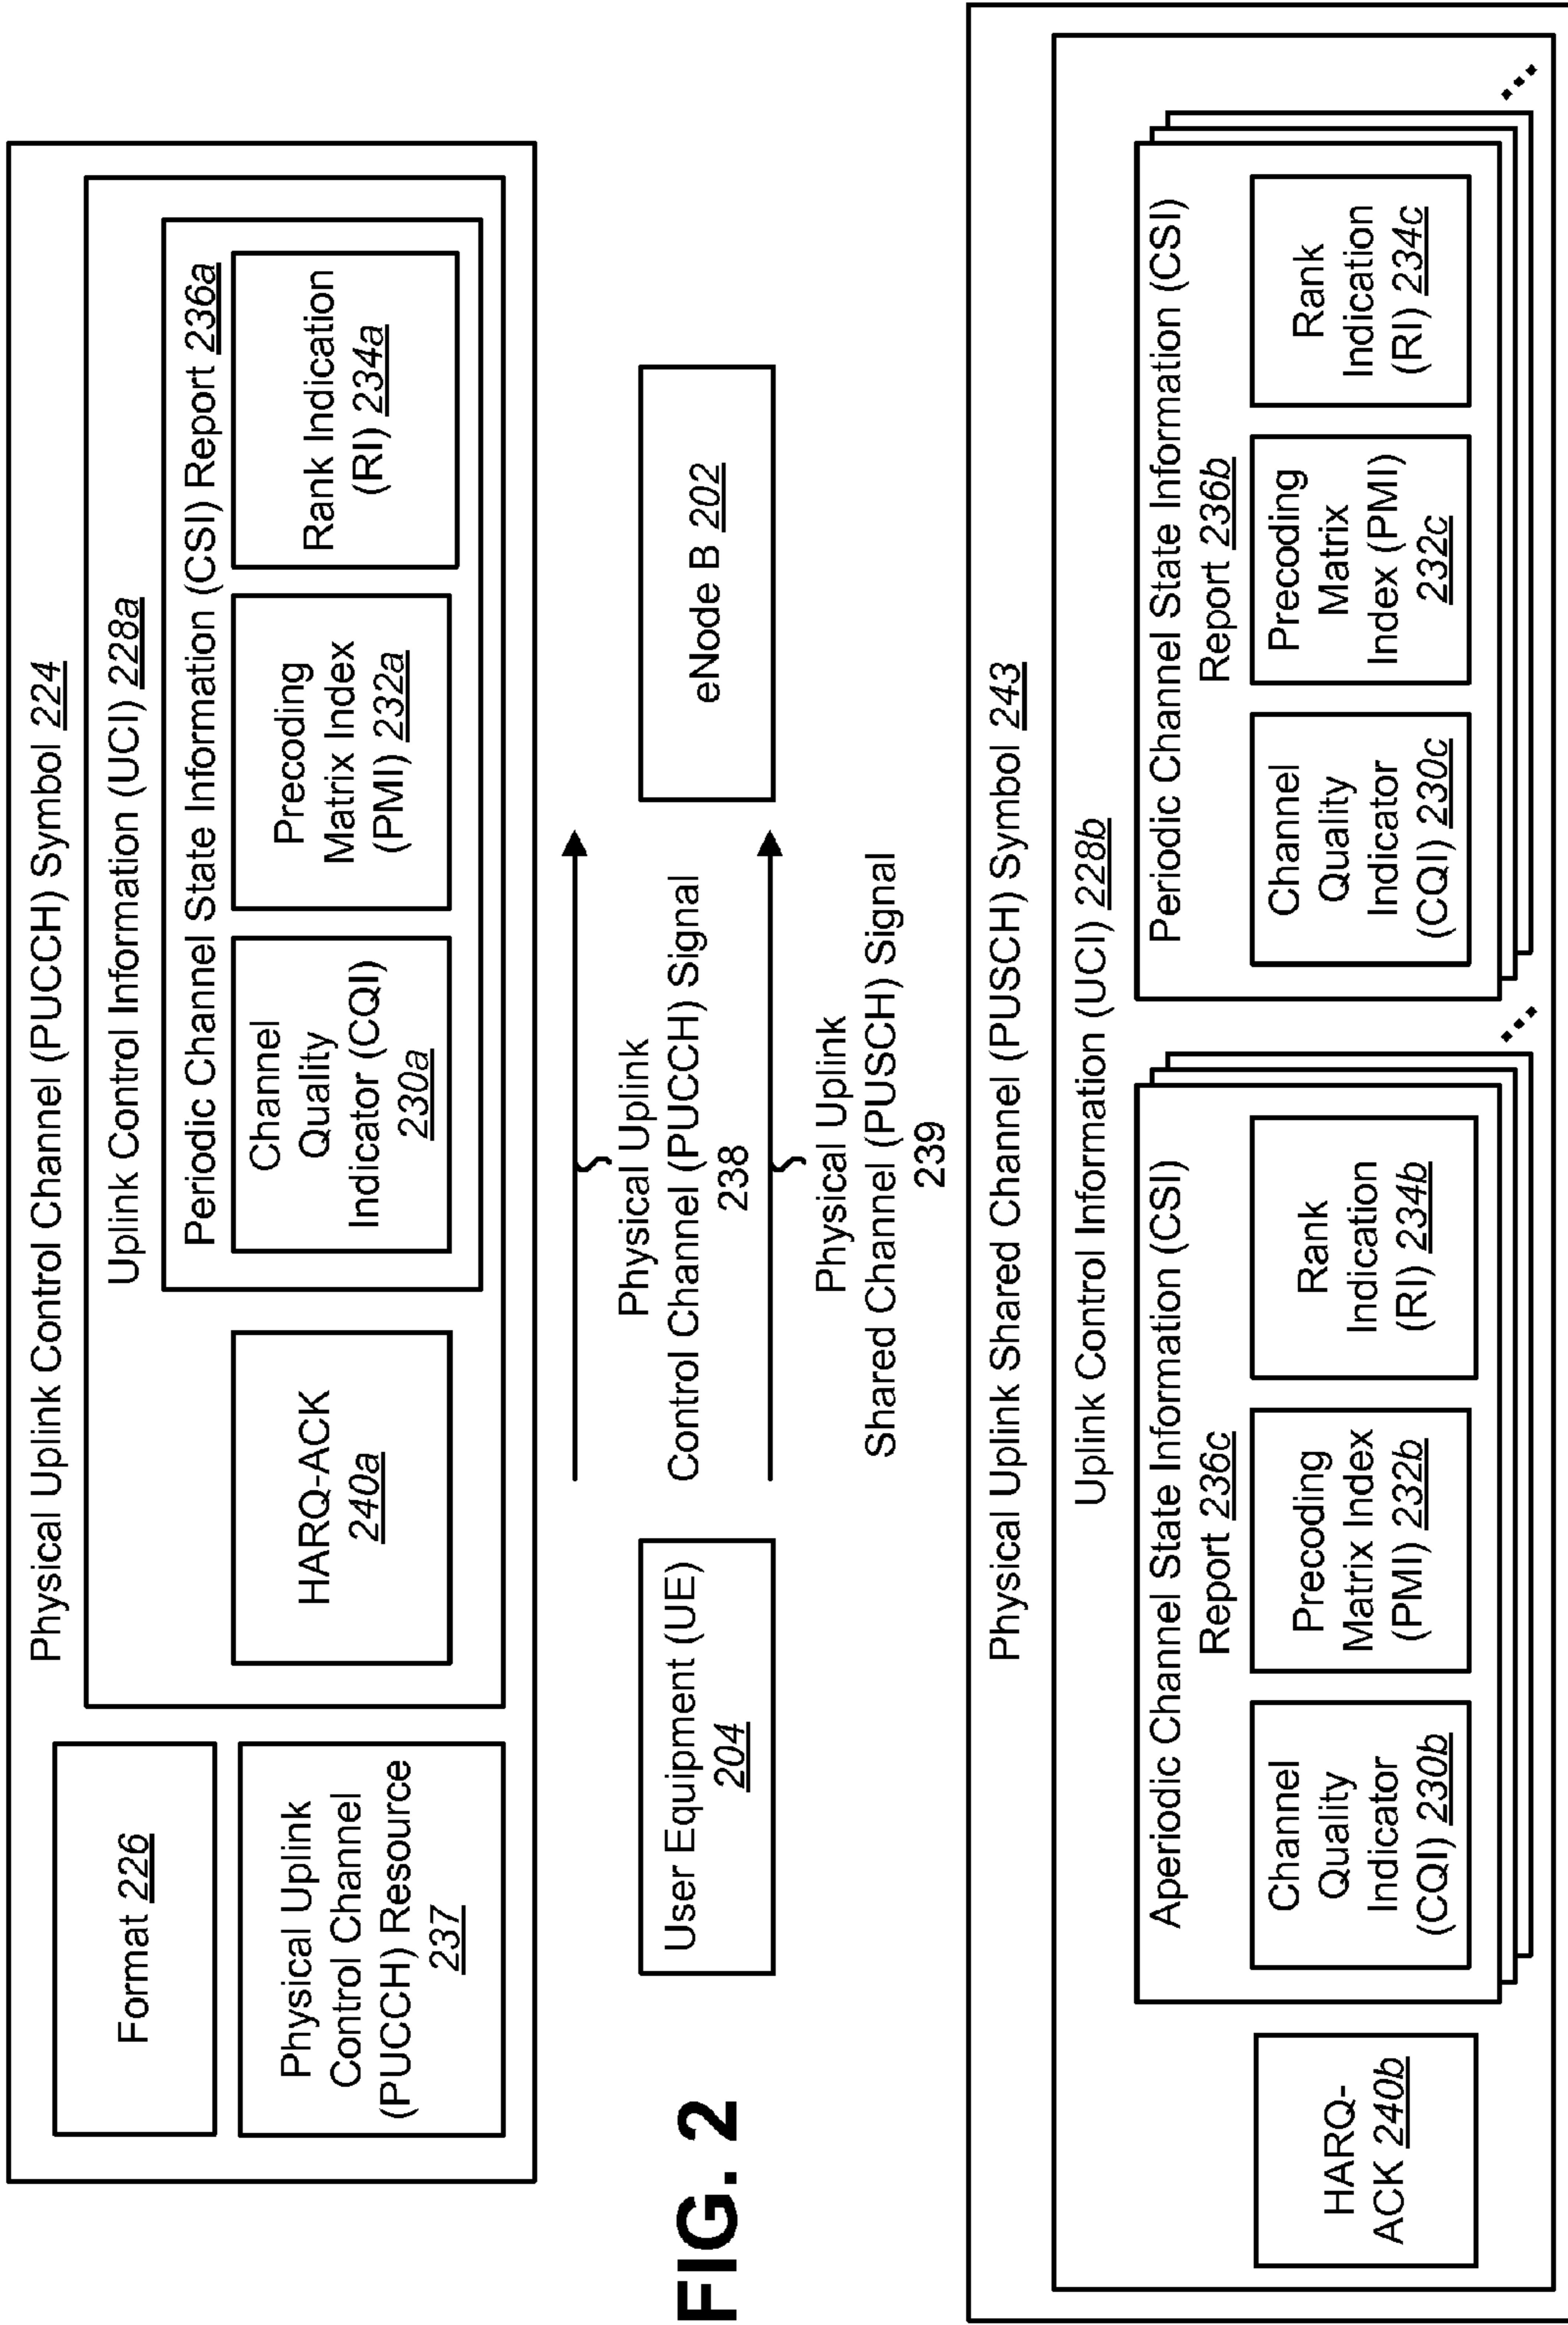 Physical Uplink Control Channel (PUCCH) Symbol 224
Format 226
Physical Uplink
Control Channel
(PUCCH) Resource
237
Uplink Control Information (UCI) 228a
HARQ-ACK
240a
Periodic Channel State Information (CSI) Report 236a
Channel
Quality
Indicator (CQI)
230a
Precoding
Matrix Index
(PMI) 232a
Rank Indication
(RI) 234a
User Equipment (UE)
204
Physical Uplink
Control Channel (PUCCH) Signal
238
Physical Uplink
Shared Channel (PUSCH) Signal
239
eNode B 202
FIG. 2
Physical Uplink Shared Channel (PUSCH) Symbol 243
Uplink Control Information (UCI) 228b
HARQ-
ACK 240b
Aperiodic Channel State Information (CSI)
Report 236c
Channel
Quality
Indicator
(CQI) 230b
Precoding
Matrix Index
(PMI) 232b
Rank
Indication
(RI) 234b
Periodic Channel State Information (CSI)
Report 236b
Channel
Quality
Indicator
(CQI) 230c
Precoding
Matrix
Index (PMI)
232c
Rank
Indication
(RI) 234c